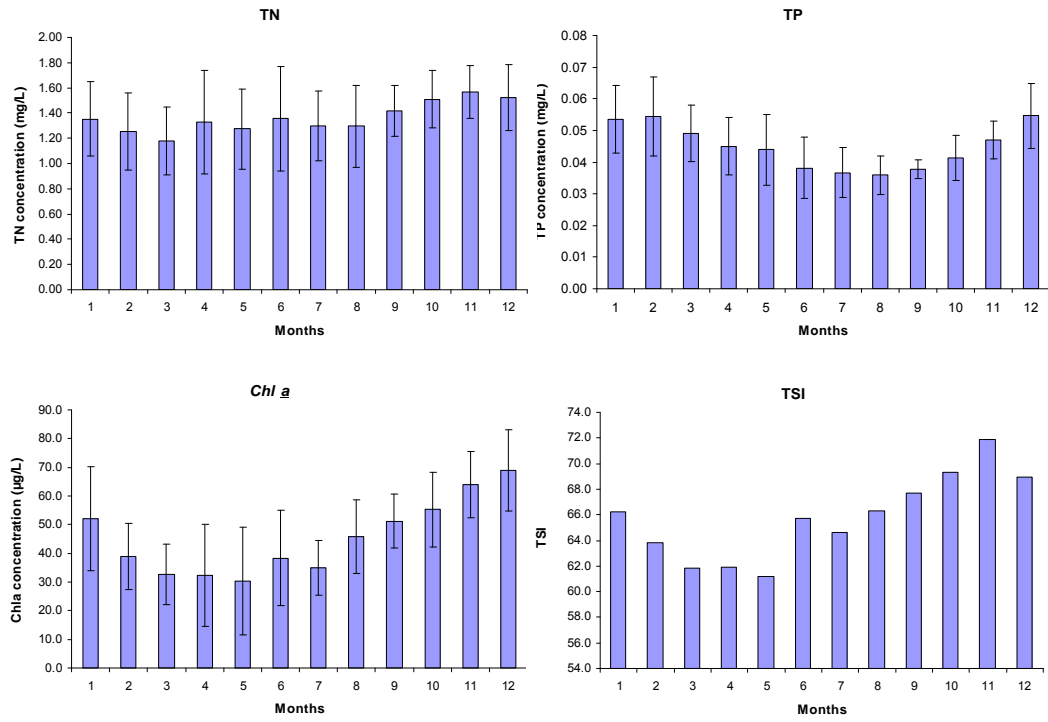 TN
TN concentration (mg/L)
2.00
1.80
1.60
1.40
1.20
1.00
0.80
0.60
0.40
0.20
0.00
1 2 3 4 5 6 7 8 9 10 11 12
Months
TP
TP concentration (mg/L)
0.08
0.07
0.06
0.05
0.04
0.03
0.02
0.01
0.00
1 2 3 4 5 6 7 8 9 10 11 12
Months
Chl a
Chla concentration (µg/L)
90.0
80.0
70.0
60.0
50.0
40.0
30.0
20.0
10.0
0.0
1 2 3 4 5 6 7 8 9 10 11 12
Months
TSI
TSI
74.0
72.0
70.0
68.0
66.0
64.0
62.0
60.0
58.0
56.0
54.0
1 2 3 4 5 6 7 8 9 10 11 12
Months